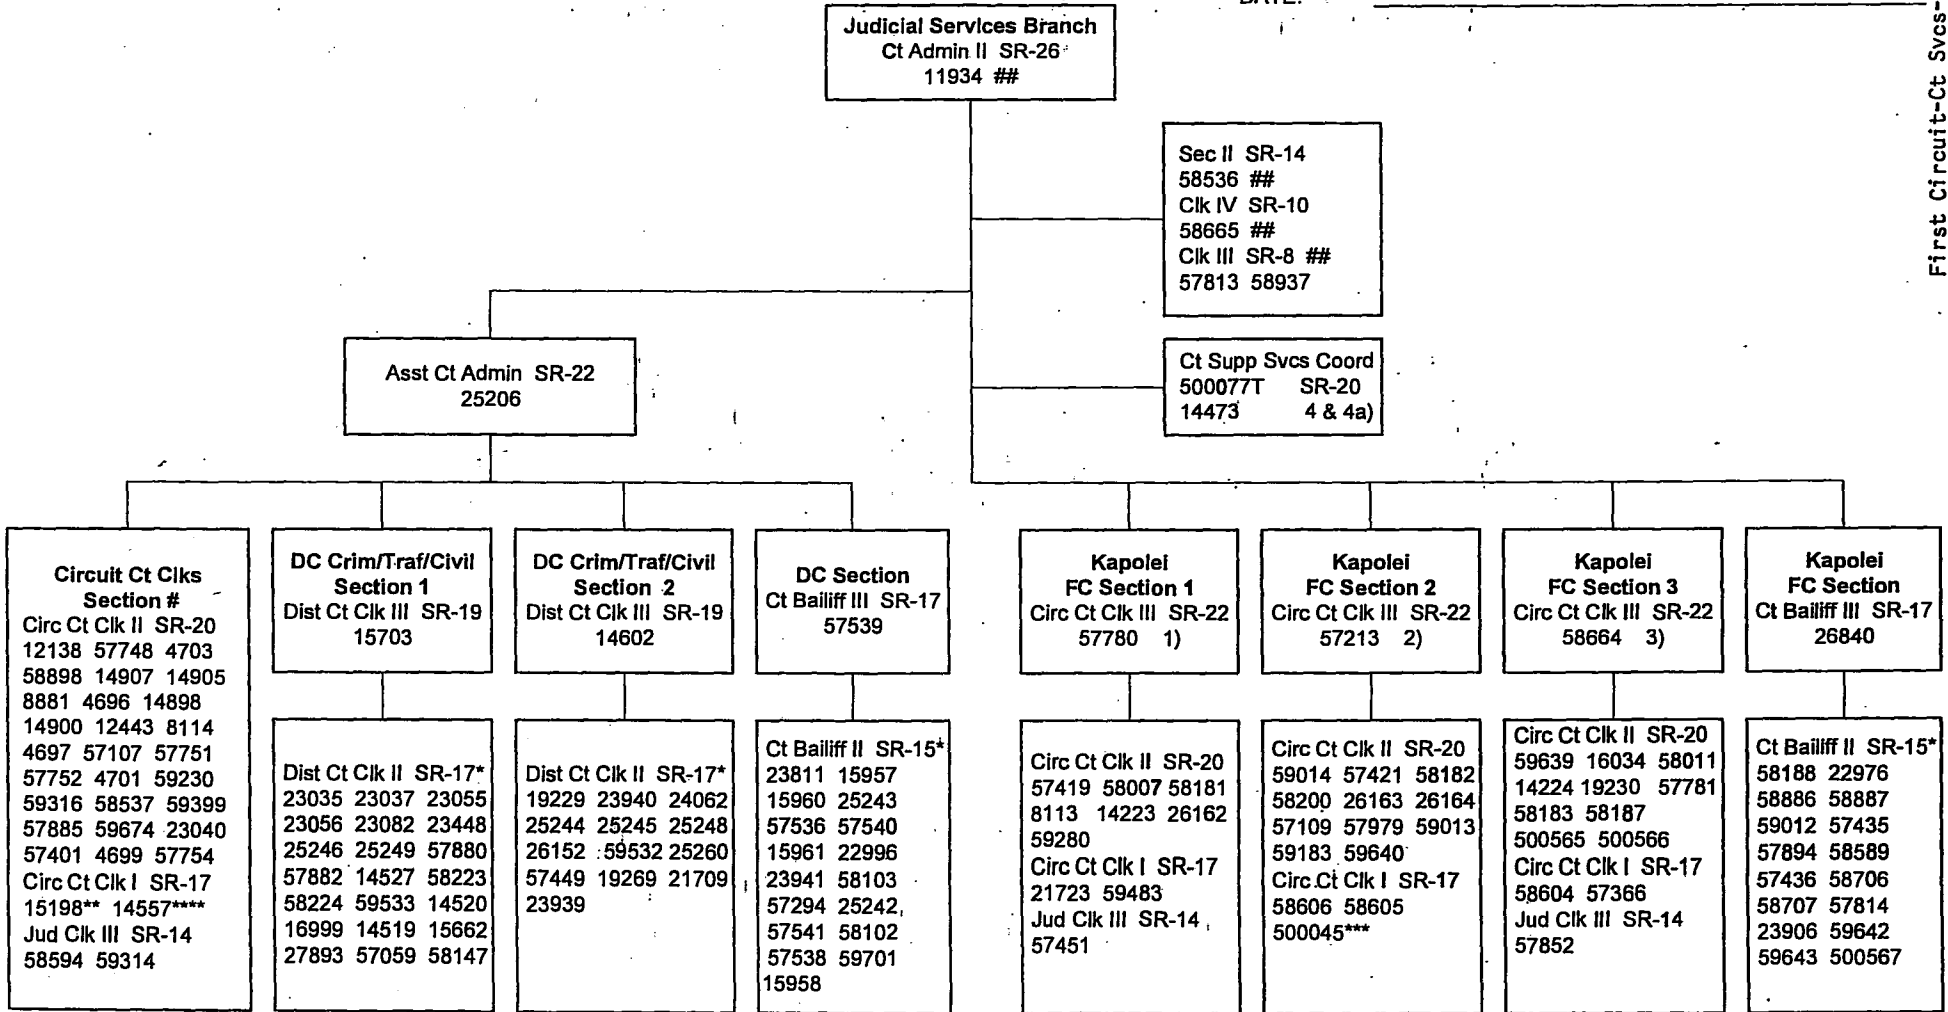 DATE:
First Circuit-Ct Svcs-
Judicial Services Branch
Ct Admin II SR-26
11934 ##
Sec II SR-14
58536 ##
Clk IV SR-10
58665 ##
Clk III SR-8 ##
57813 58937
Asst Ct Admin SR-22
25206
Ct Supp Svcs Coord
500077T SR-20
14473 4 & 4a)
Circuit Ct Clks
Section #
Circ Ct Clk II SR-20
12138 57748 4703
58898 14907 14905
8881 4696 14898
14900 12443 8114
4697 57107 57751
57752 4701 59230
59316 58537 59399
57885 59674 23040
57401 4699 57754
Circ Ct Clk I SR-17
15198** 14557****
Jud Clk III SR-14
58594 59314
DC Crim/Traf/Civil
Section 1
Dist Ct Clk III SR-19
15703
Dist Ct Clk II SR-17*
23035 23037 23055
23056 23082 23448
25246 25249 57880
57882 14527 58223
58224 59533 14520
16999 14519 15662
27893 57059 58147
DC Crim/Traf/Civil
Section 2
Dist Ct Clk III SR-19
14602
Dist Ct Clk II SR-17*
19229 23940 24062
25244 25245 25248
26152 59532 25260
57449 19269 21709
23939
DC Section
Ct Bailiff III SR-17
57539
Ct Bailiff II SR-15*
23811 15957
15960 25243
57536 57540
15961 22996
23941 58103
57294 25242
57541 58102
57538 59701
15958
Kapolei
FC Section 1
Circ Ct Clk III SR-22
57780 1)
Circ Ct Clk II SR-20
57419 58007 58181
8113 14223 26162
59280
Circ Ct Clk I SR-17
21723 59483
Jud Clk III SR-14
57451
Kapolei
FC Section 2
Circ Ct Clk III SR-22
57213 2)
Circ Ct Clk II SR-20
59014 57421 58182
58200 26163 26164
57109 57979 59013
59183 59640
Circ Ct Clk I SR-17
58606 58605
500045***
Kapolei
FC Section 3
Circ Ct Clk III SR-22
58664 3)
Circ Ct Clk II SR-20
59639 16034 58011
14224 19230 57781
58183 58187
500565 500566
Circ Ct Clk I SR-17
58604 57366
Jud Clk III SR-14
57852
Kapolei
FC Section
Ct Bailiff III SR-17
26840
Ct Bailiff II SR-15*
58188 22976
58886 58887
59012 57435
57894 58589
57436 58706
58707 57814
23906 59642
59643 500567